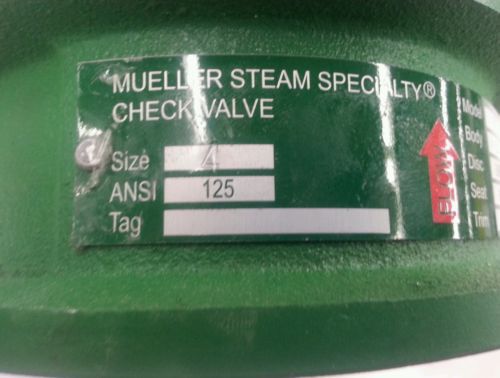 MUELLER STEAM SPECIALTY®
CHECK VALVE
Size 4
ANSI 125
Tag
FLOW
Model
Body
Disc
Seat
Trim